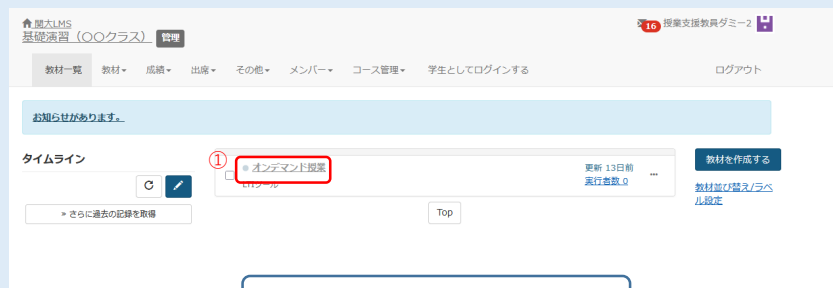 関大LMS
基礎演習（〇〇クラス） 管理
16 授業支援教員ダミー2
教材一覧 教材 成績 出席 その他 メンバー コース管理 学生としてログインする ログアウト
お知らせがあります。
タイムライン
» さらに過去の記録を取得
①
オンデマンド授業
LTIツール
更新 13日前
実行者数 0
Top
教材を作成する
教材並び替え/ラベ
ル設定